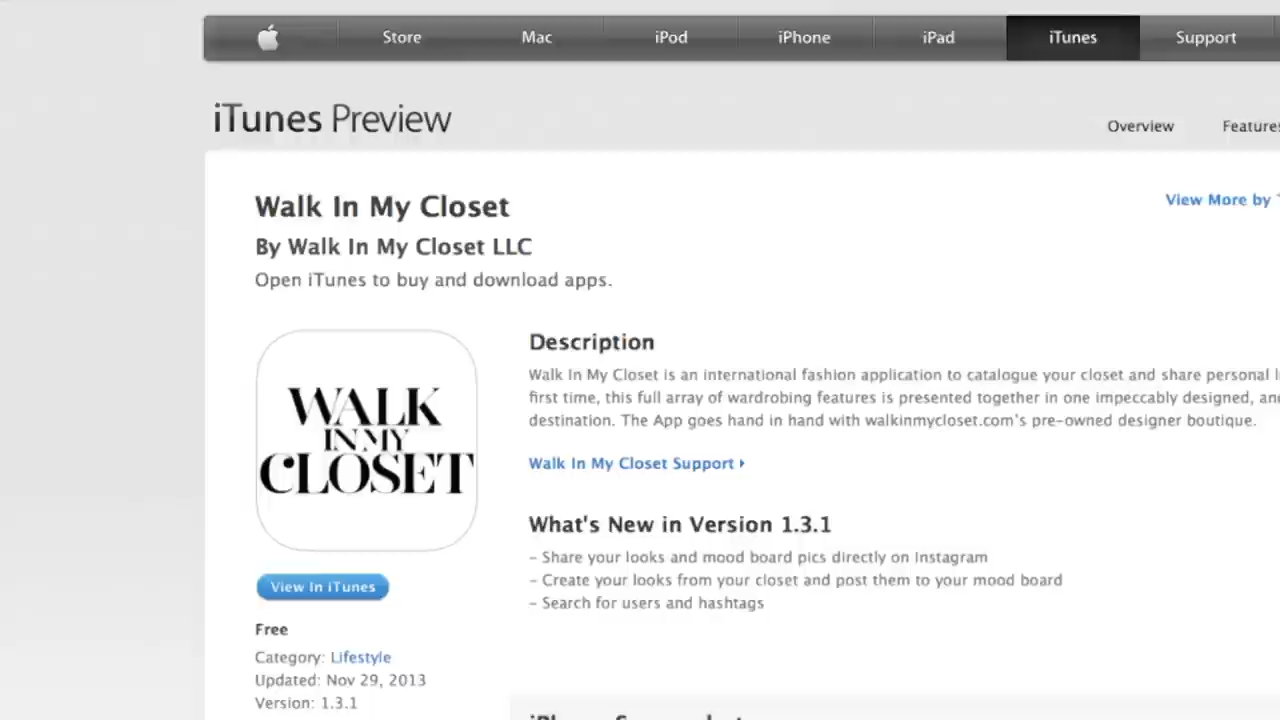 Store Mac iPod iPhone iPad iTunes Support
iTunes Preview
Overview
Walk In My Closet
View More by
By Walk In My Closet LLC
Open iTunes to buy and download apps.
WALK
IN MY
CLOSET
Description
Walk In My Closet is an international fashion application to catalogue your closet and share personal
first time, this full array of wardrobing features is presented together in one impeccably designed,
destination. The App goes hand in hand with walkinmycloset.com's pre-owned designer boutique.
Walk In My Closet Support
What's New in Version 1.3.1
- Share your looks and mood board pics directly on Instagram
- Create your looks from your closet and post them to your mood board
- Search for users and hashtags
View In iTunes
Free
Category: Lifestyle
Updated: Nov 29, 2013
Version: 1.3.1